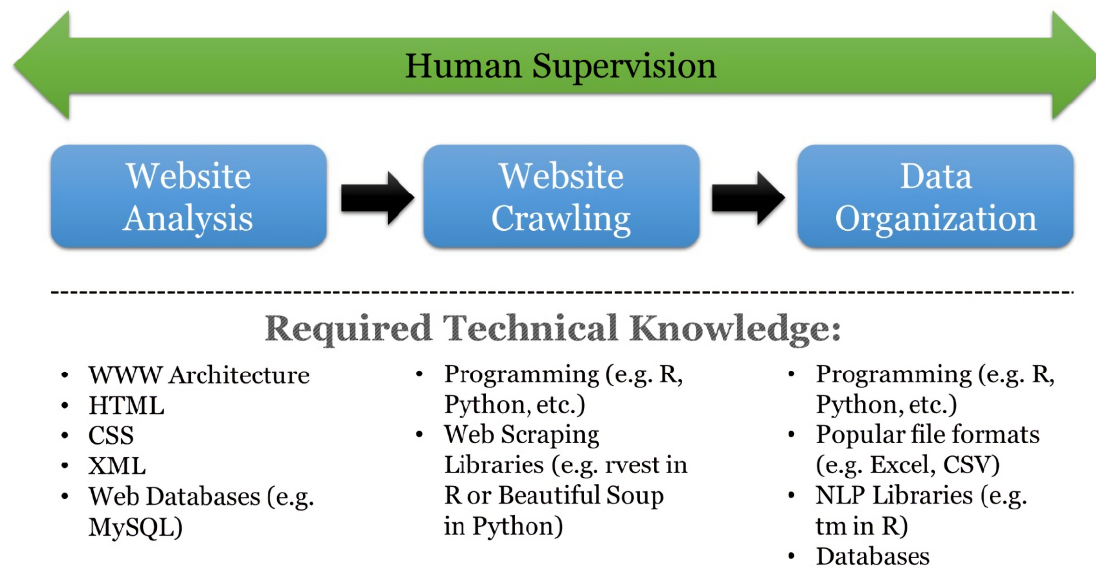 Human Supervision
Website
Analysis
Website
Crawling
Data
Organization
Required Technical Knowledge:
• WWW Architecture
• HTML
• CSS
• XML
• Web Databases (e.g.
MySQL)
• Programming (e.g. R,
Python, etc.)
• Web Scraping
Libraries (e.g. rvest in
R or Beautiful Soup
in Python)
• Programming (e.g. R,
Python, etc.)
• Popular file formats
(e.g. Excel, CSV)
• NLP Libraries (e.g.
tm in R)
• Databases